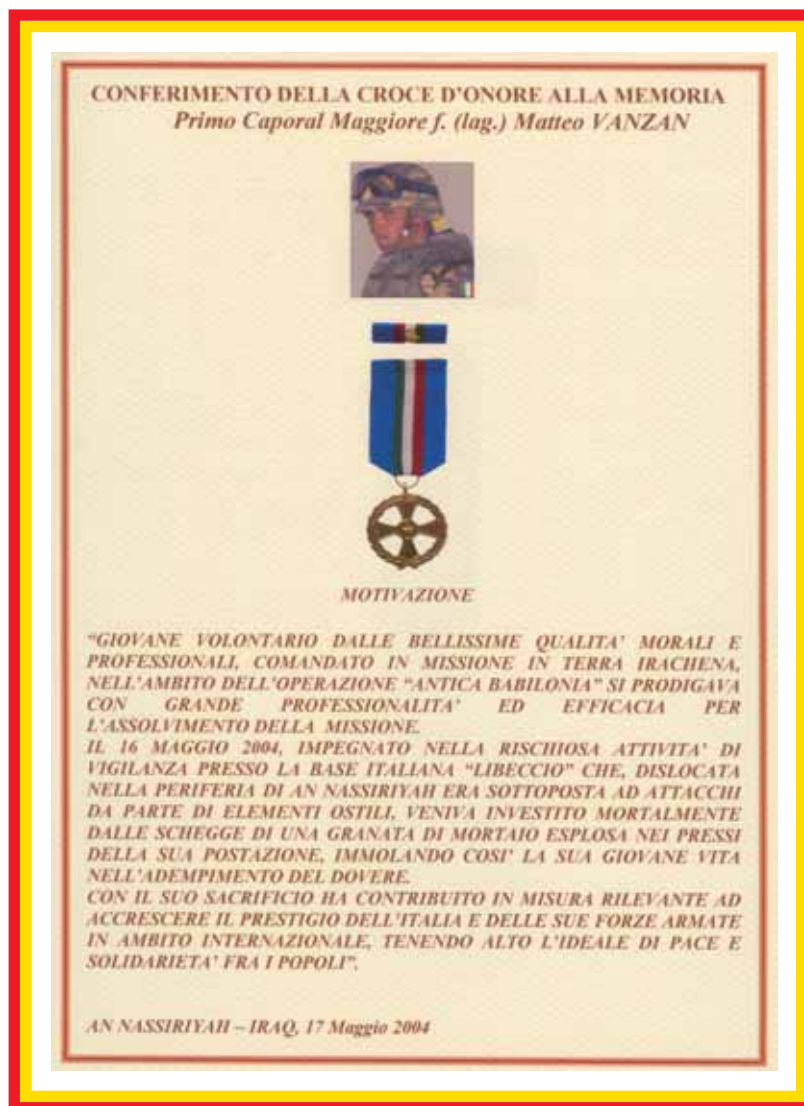 CONFERIMENTO DELLA CROCE D'ONORE ALLA MEMORIA
Primo Caporal Maggiore f. (lag.) Matteo VANZAN
MOTIVAZIONE
"GIOVANE VOLONTARIO DALLE BELLISSIME QUALITA' MORALI E
PROFESSIONALI, COMANDATO IN MISSIONE IN TERRA IRACHENA,
NELL'AMBITO DELL'OPERAZIONE "ANTICA BABILONIA" SI PRODIGAVA
CON GRANDE PROFESSIONALITA' ED EFFICACIA PER
L'ASSOLVIMENTO DELLA MISSIONE.
IL 16 MAGGIO 2004, IMPEGNATO NELLA RISCHIOSA ATTIVITA' DI
VIGILANZA PRESSO LA BASE ITALIANA "LIBECCIO" CHE, DISLOCATA
NELLA PERIFERIA DI AN NASSIRIYAH ERA SOTTOPOSTA AD ATTACCHI
DA PARTE DI ELEMENTI OSTILI, VENIVA INVESTITO MORTALMENTE
DALLE SCHEGGE DI UNA GRANATA DI MORTAIO ESPLOSA NEI PRESSI
DELLA SUA POSTAZIONE, IMMOLANDO COSI' LA SUA GIOVANE VITA
NELL'ADEMPIMENTO DEL DOVERE.
CON IL SUO SACRIFICIO HA CONTRIBUITO IN MISURA RILEVANTE AD
ACCRESCERE IL PRESTIGIO DELL'ITALIA E DELLE SUE FORZE ARMATE
IN AMBITO INTERNAZIONALE, TENENDO ALTO L'IDEALE DI PACE E
SOLIDARIETA' FRA I POPOLI".
AN NASSIRIYAH – IRAQ, 17 Maggio 2004